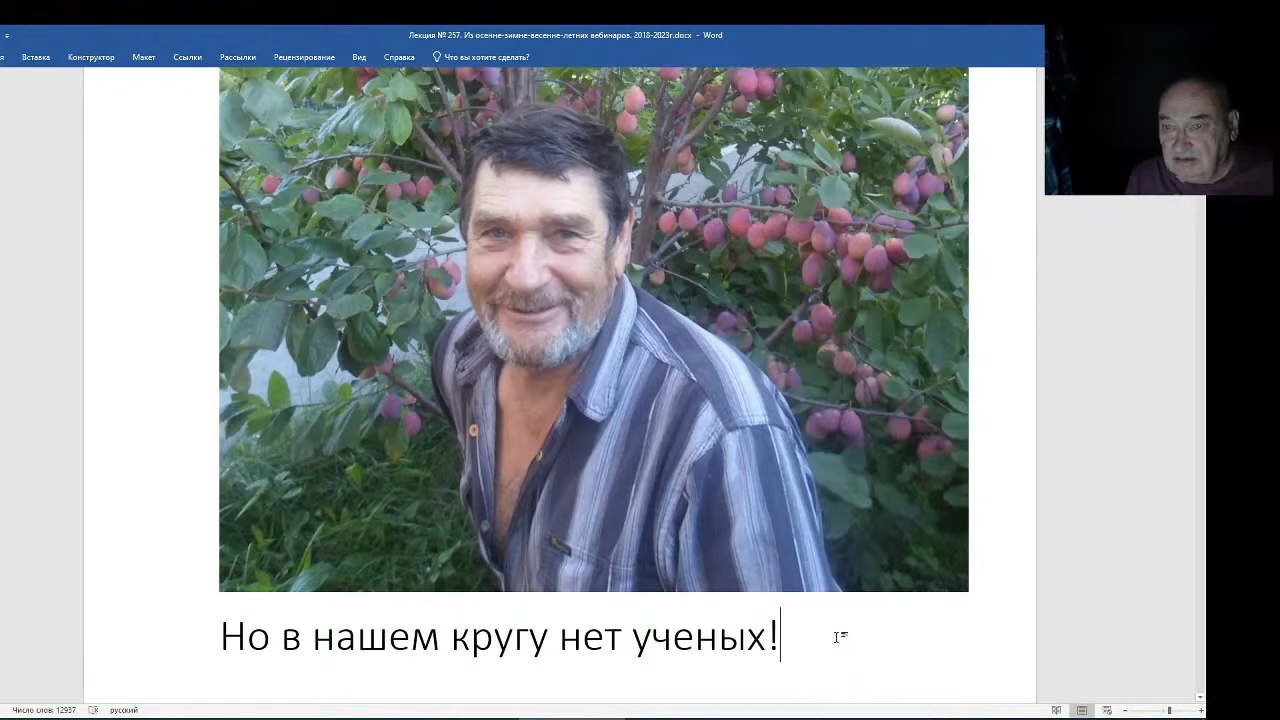 Лекция № 257. Из осенне-зимне-весенне-летних вебинаров. 2018-2023г.docx - Word
я Вставка Конструктор Макет Ссылки Рассылки Рецензирование Вид Справка Что вы хотите сделать?
Но в нашем кругу нет ученых!
Число слов: 12937 русский